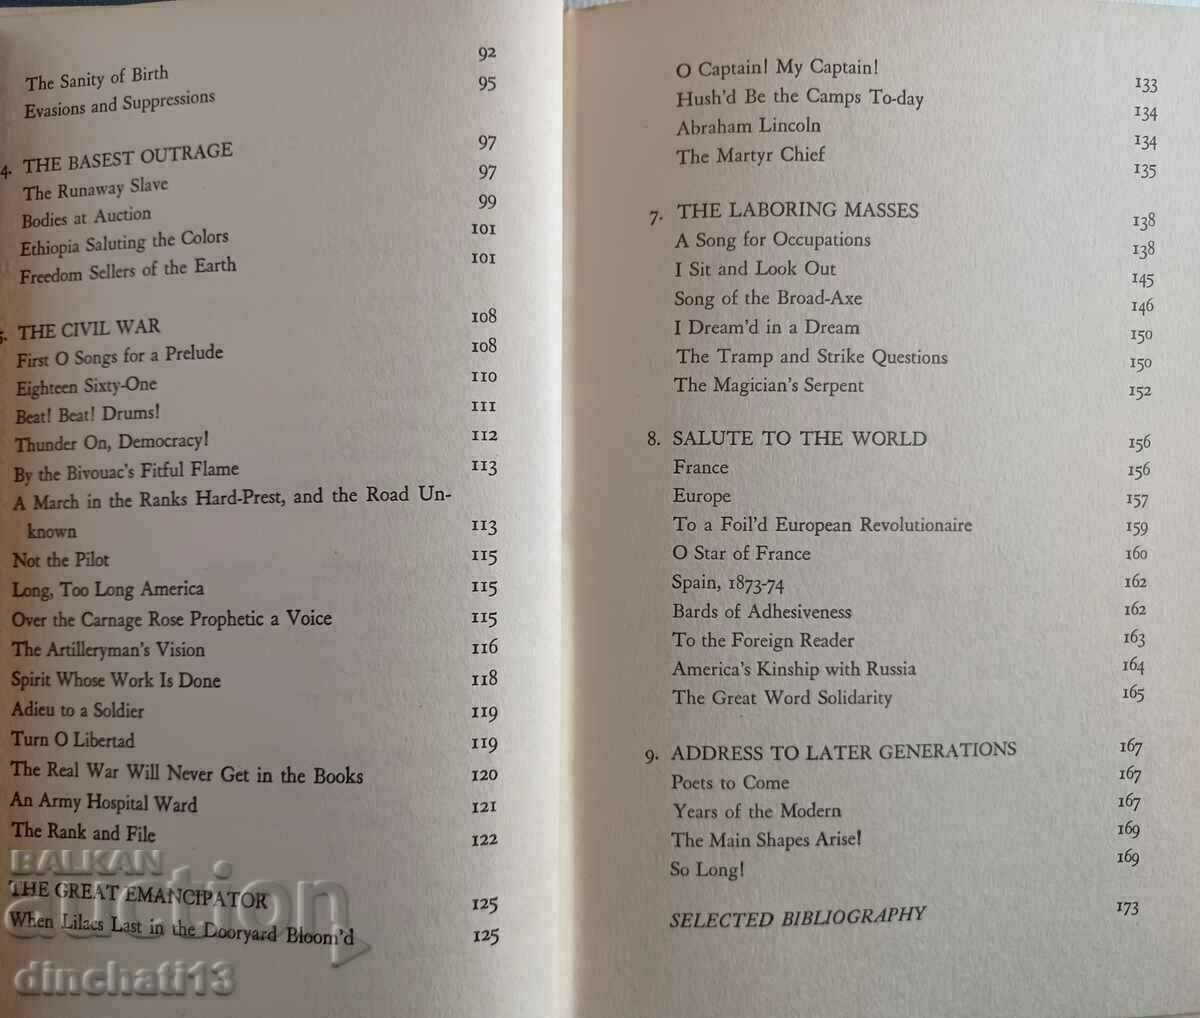 The Sanity of Birth 92
Evasions and Suppressions 95
4. THE BASEST OUTRAGE 97
The Runaway Slave 97
Bodies at Auction 99
Ethiopia Saluting the Colors 101
Freedom Sellers of the Earth 101
5. THE CIVIL WAR 108
First O Songs for a Prelude 108
Eighteen Sixty-One 110
Beat! Beat! Drums! 111
Thunder On, Democracy! 112
By the Bivouac's Fitful Flame 113
A March in the Ranks Hard-Prest, and the Road Un-
known 113
Not the Pilot 115
Long, Too Long America 115
Over the Carnage Rose Prophetic a Voice 115
The Artilleryman's Vision 116
Spirit Whose Work Is Done 118
Adieu to a Soldier 119
Turn O Libertad 119
The Real War Will Never Get in the Books 120
An Army Hospital Ward 121
The Rank and File 122
THE GREAT EMANCIPATOR 125
When Lilacs Last in the Dooryard Bloom'd 125
O Captain! My Captain! 133
Hush'd Be the Camps To-day 134
Abraham Lincoln 134
The Martyr Chief 135
7. THE LABORING MASSES 138
A Song for Occupations 138
I Sit and Look Out 145
Song of the Broad-Axe 146
I Dream'd in a Dream 150
The Tramp and Strike Questions 150
The Magician's Serpent 152
8. SALUTE TO THE WORLD 156
France 156
Europe 157
To a Foil'd European Revolutionaire 159
O Star of France 160
Spain, 1873-74 162
Bards of Adhesiveness 162
To the Foreign Reader 163
America's Kinship with Russia 164
The Great Word Solidarity 165
9. ADDRESS TO LATER GENERATIONS 167
Poets to Come 167
Years of the Modern 167
The Main Shapes Arise! 169
So Long! 169
SELECTED BIBLIOGRAPHY 173
BALKAN
auction
dinchati13